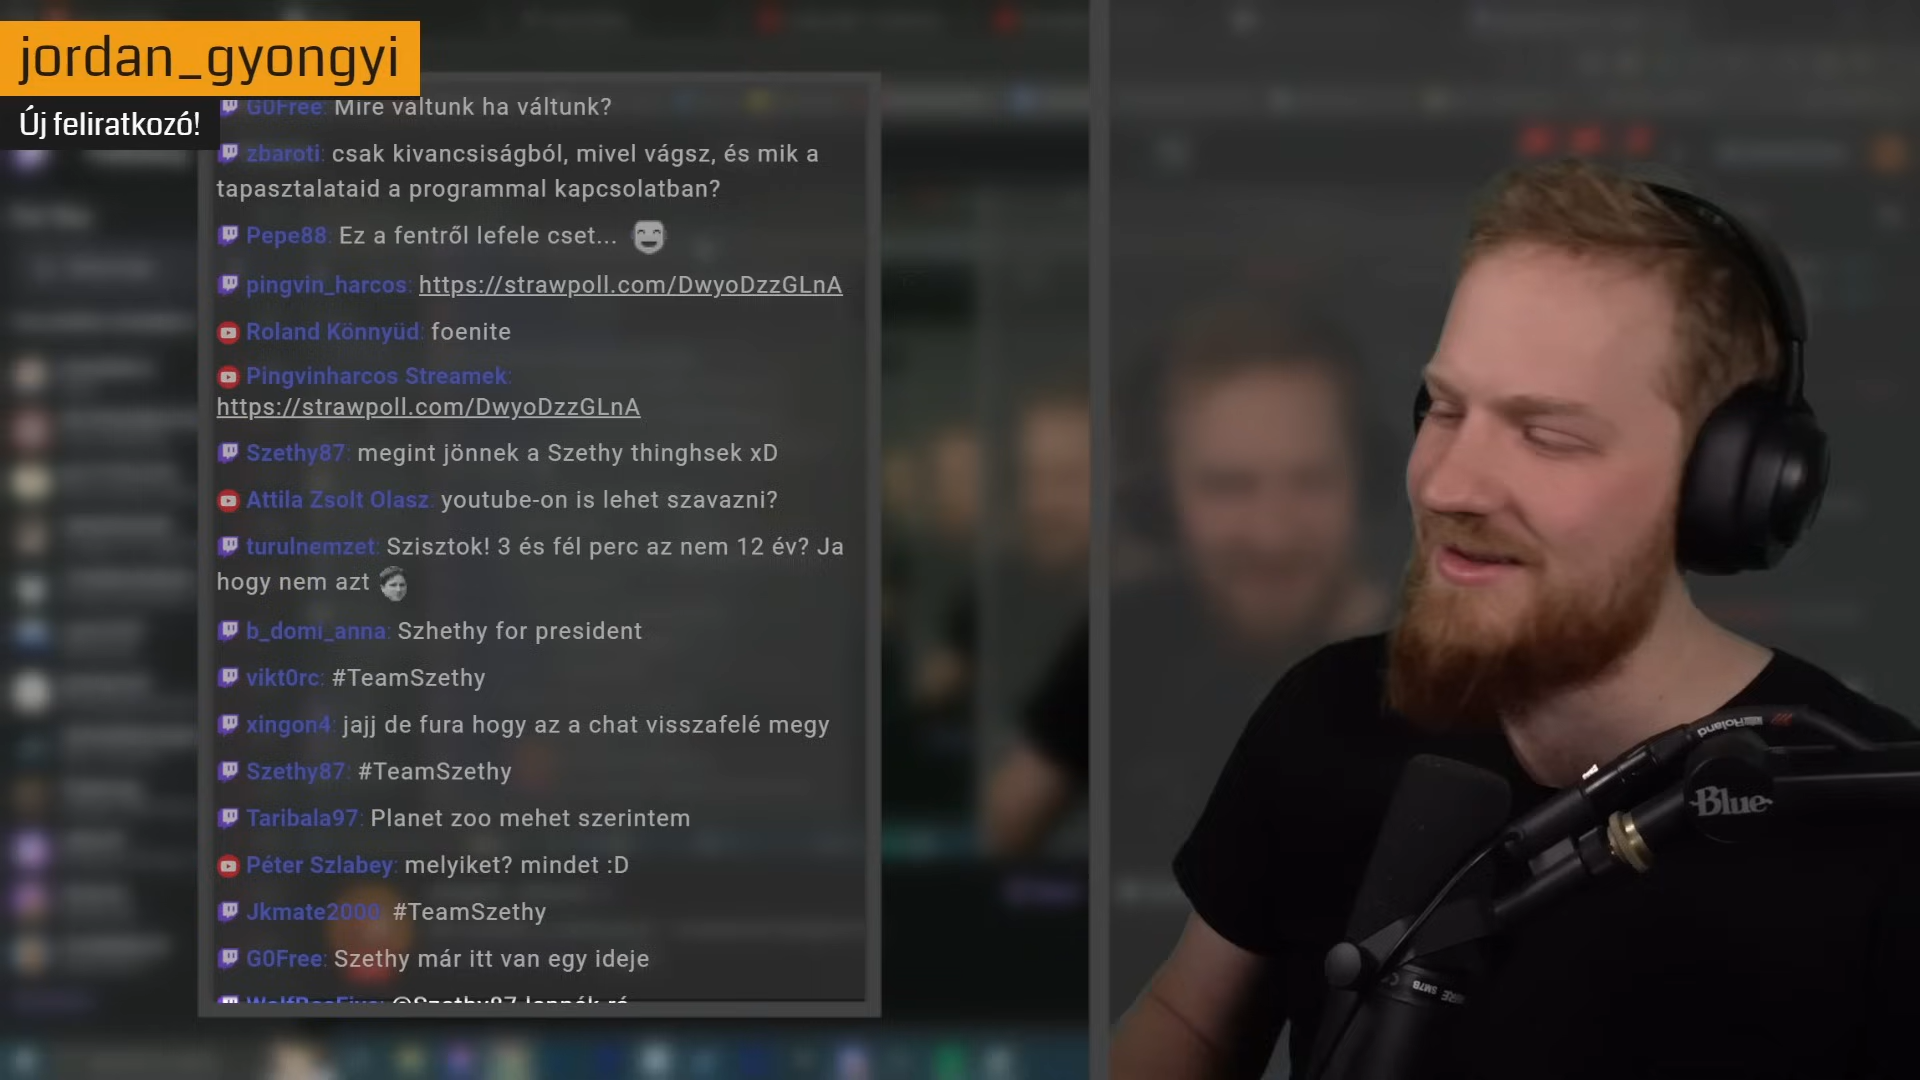 jordan_gyongyi
Új feliratkozó!
G0Free: Mire váltunk ha váltunk?
zbaroti: csak kivancsiságból, mivel vágsz, és mik a
tapasztalataid a programmal kapcsolatban?
Pepe88: Ez a fentről lefele cset...
pingvin_harcos: https://strawpoll.com/DwyoDzzGLnA
Roland Könnyüd: foenite
Pingvinharcos Streamek:
https://strawpoll.com/DwyoDzzGLnA
Szethy87: megint jönnek a Szethy thinghsek xD
Attila Zsolt Olasz: youtube-on is lehet szavazni?
turulnemzet: Szisztok! 3 és fél perc az nem 12 év? Ja
hogy nem azt
b_domi_anna: Szhethy for president
vikt0rc: #TeamSzethy
xingon4: jajj de fura hogy az a chat visszafelé megy
Szethy87: #TeamSzethy
Taribala97: Planet zoo mehet szerintem
Péter Szlabey: melyiket? mindet :D
Jkmate2000: #TeamSzethy
G0Free: Szethy már itt van egy ideje
@Szethy87
Roland
Blue
SM7B